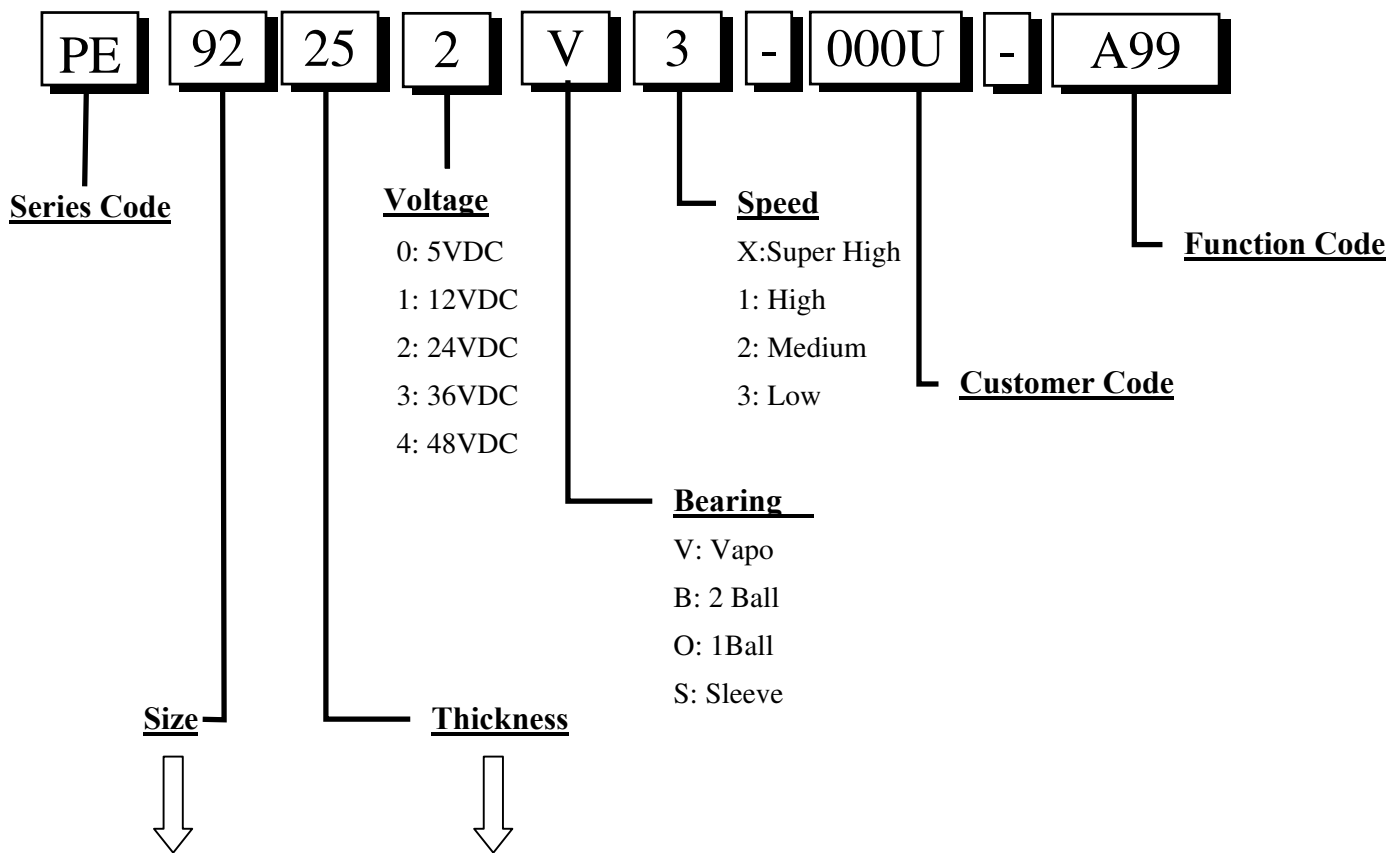 PE 92 25 2 V 3 - 000U - A99
Series Code
Voltage
0: 5VDC
1: 12VDC
2: 24VDC
3: 36VDC
4: 48VDC
Speed
X:Super High
1: High
2: Medium
3: Low
Function Code
Customer Code
Bearing
V: Vapo
B: 2 Ball
O: 1Ball
S: Sleeve
Size
Thickness